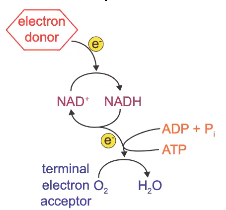 electron
donor
e⁻
NAD⁺ NADH
e⁻
ADP + Pᵢ
ATP
terminal
electron O₂ H₂O
acceptor